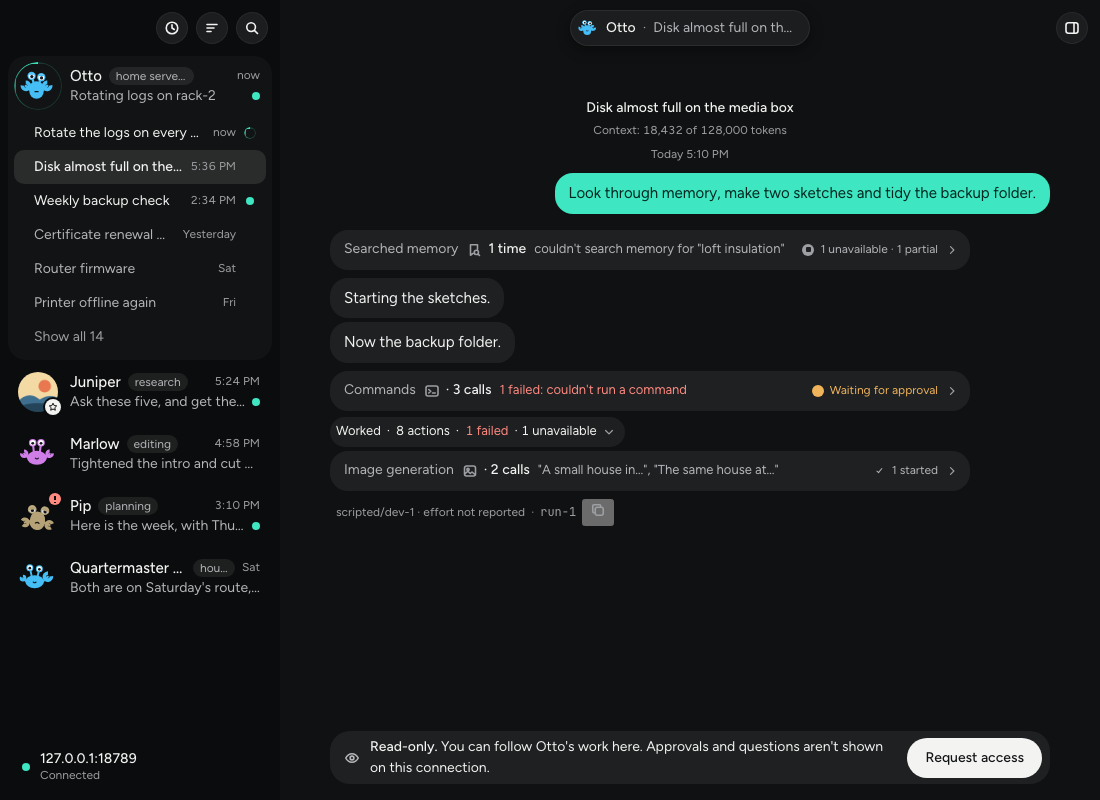 Otto · Disk almost full on th...
Otto home serve... now
Rotating logs on rack-2
Rotate the logs on every ... now
Disk almost full on the... 5:36 PM
Weekly backup check 2:34 PM
Certificate renewal ... Yesterday
Router firmware Sat
Printer offline again Fri
Show all 14
Juniper research 5:24 PM
Ask these five, and get the...
Marlow editing 4:58 PM
Tightened the intro and cut ...
Pip planning 3:10 PM
Here is the week, with Thu...
Quartermaster ... hou... Sat
Both are on Saturday's route,...
127.0.0.1:18789
Connected
Disk almost full on the media box
Context: 18,432 of 128,000 tokens
Today 5:10 PM
Look through memory, make two sketches and tidy the backup folder.
Searched memory 1 time couldn't search memory for "loft insulation" 1 unavailable · 1 partial
Starting the sketches.
Now the backup folder.
Commands · 3 calls 1 failed: couldn't run a command Waiting for approval
Worked · 8 actions · 1 failed · 1 unavailable
Image generation · 2 calls "A small house in...", "The same house at..." 1 started
scripted/dev-1 · effort not reported · run-1
Read-only. You can follow Otto's work here. Approvals and questions aren't shown
on this connection.
Request access